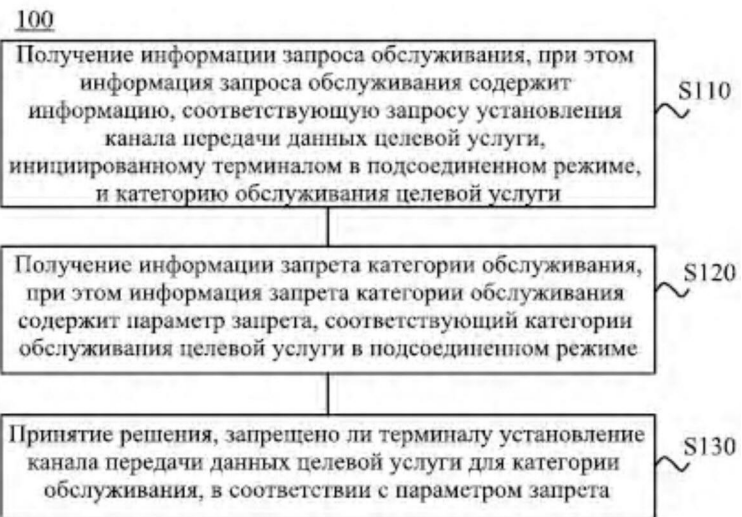 100
Получение информации запроса обслуживания, при этом
информация запроса обслуживания содержит
информацию, соответствующую запросу установления
канала передачи данных целевой услуги,
инициированному терминалом в подсоединенном режиме,
и категорию обслуживания целевой услуги
S110
Получение информации запрета категории обслуживания,
при этом информация запрета категории обслуживания
содержит параметр запрета, соответствующий категории
обслуживания целевой услуги в подсоединенном режиме
S120
Принятие решения, запрещено ли терминалу установление
канала передачи данных целевой услуги для категории
обслуживания, в соответствии с параметром запрета
S130